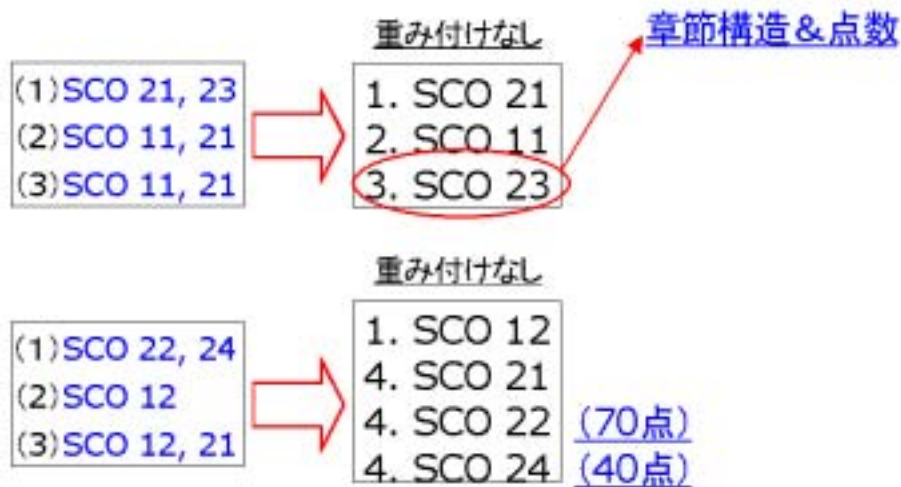 重み付けなし
章節構造&点数
(1)SCO 21, 23
(2)SCO 11, 21
(3)SCO 11, 21
1. SCO 21
2. SCO 11
3. SCO 23
重み付けなし
(1)SCO 22, 24
(2)SCO 12
(3)SCO 12, 21
1. SCO 12
4. SCO 21
4. SCO 22 (70点)
4. SCO 24 (40点)